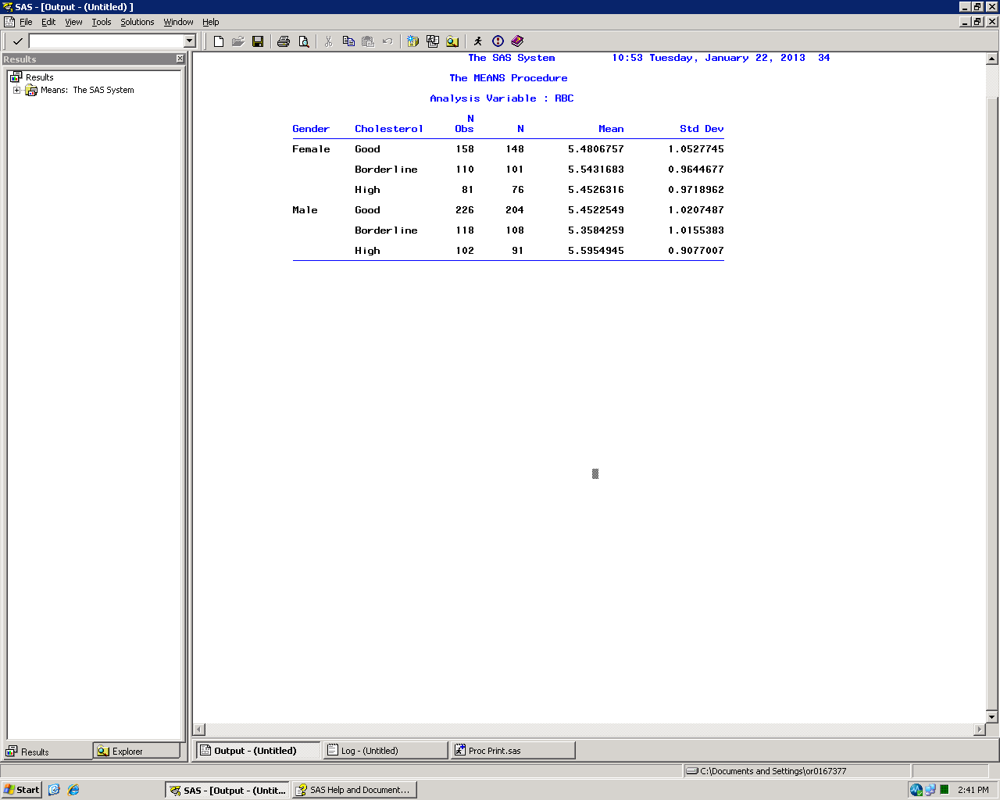 SAS - [Output - (Untitled) ]
File Edit View Tools Solutions Window Help
Results
Results
Means: The SAS System
The SAS System 10:53 Tuesday, January 22, 2013 34
The MEANS Procedure
Analysis Variable : RBC
N
Gender Cholesterol Obs N Mean Std Dev
Female Good 158 148 5.4806757 1.0527745
Borderline 110 101 5.5431683 0.9644677
High 81 76 5.4526316 0.9718962
Male Good 226 204 5.4522549 1.0207487
Borderline 118 108 5.3584259 1.0155383
High 102 91 5.5954945 0.9077007
Results Explorer
Output - (Untitled) Log - (Untitled) Proc Print.sas
C:\Documents and Settings\or0167377
Start SAS - [Output - (Untit... SAS Help and Document... 2:41 PM